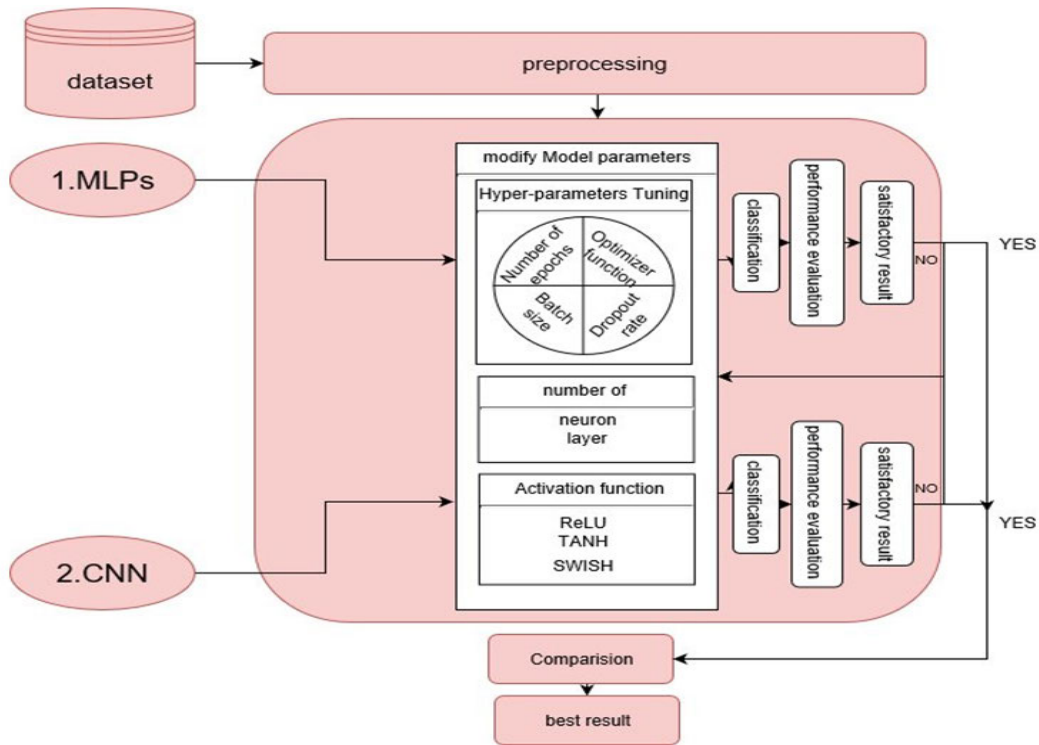 dataset
preprocessing
1.MLPs
modify Model parameters
Hyper-parameters Tuning
Number of
epochs
Optimizer
function
Batch
size
Dropout
rate
number of
neuron
layer
Activation function
ReLU
TANH
SWISH
classification
performance evaluation
satisfactory result
NO
YES
2.CNN
classification
performance evaluation
satisfactory result
NO
YES
Comparision
best result